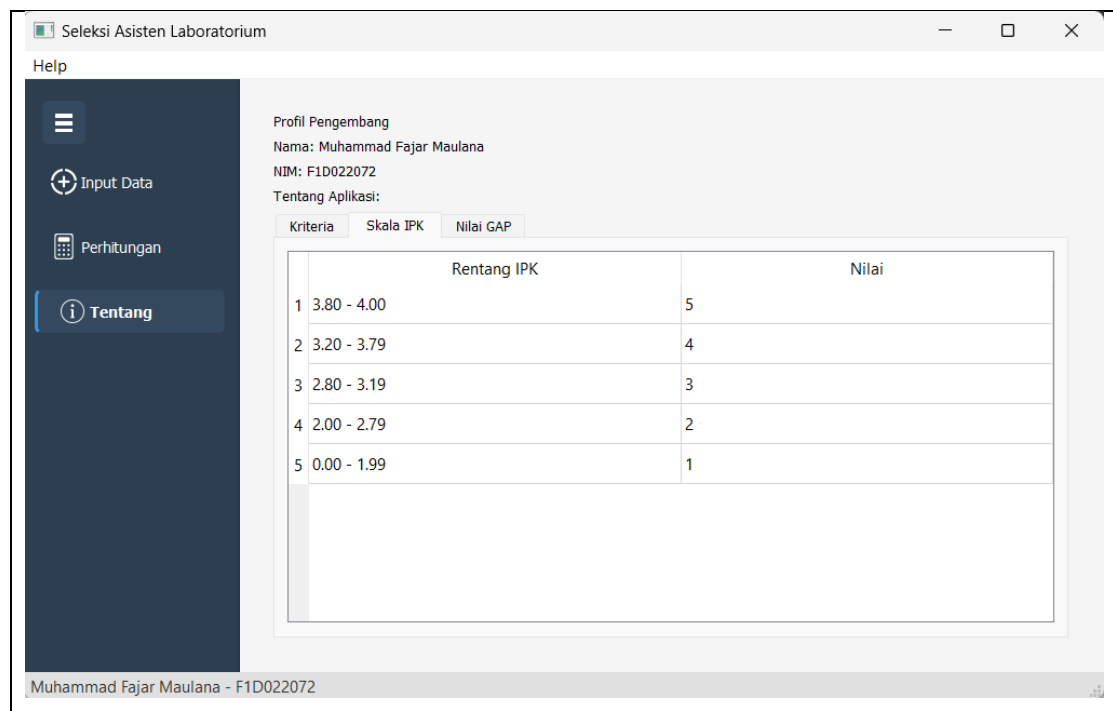 Seleksi Asisten Laboratorium
Help
Input Data
Perhitungan
Tentang
Profil Pengembang
Nama: Muhammad Fajar Maulana
NIM: F1D022072
Tentang Aplikasi:
Kriteria Skala IPK Nilai GAP
Rentang IPK Nilai
1 3.80 - 4.00 5
2 3.20 - 3.79 4
3 2.80 - 3.19 3
4 2.00 - 2.79 2
5 0.00 - 1.99 1
Muhammad Fajar Maulana - F1D022072